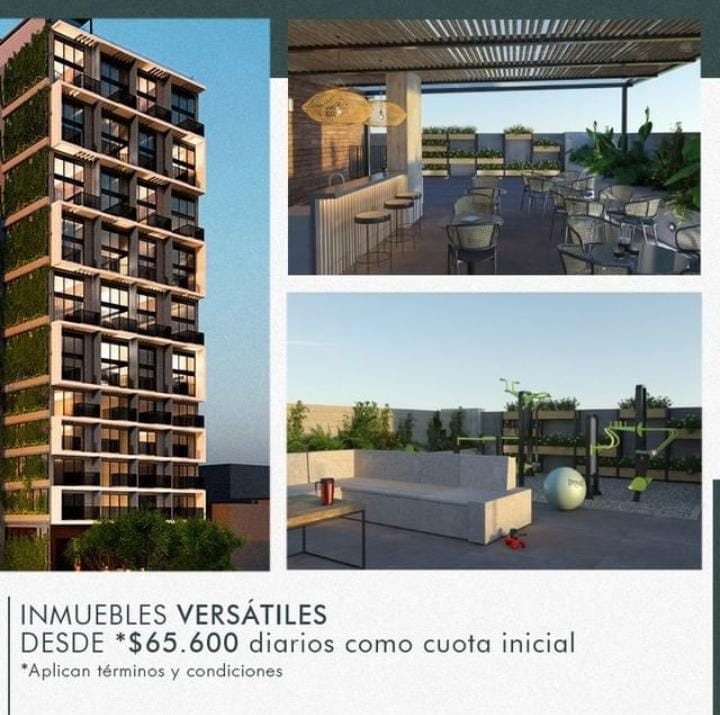 INMUEBLES VERSÁTILES
DESDE *$65.600 diarios como cuota inicial
*Aplican términos y condiciones